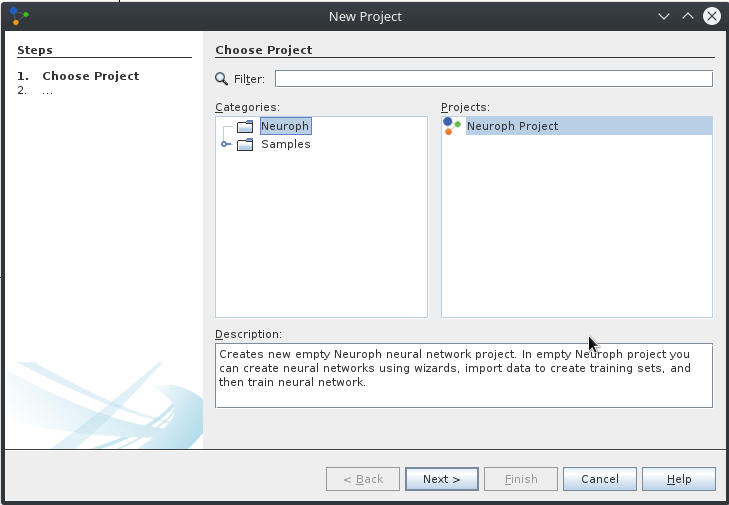 New Project
Steps
1. Choose Project
2. ...
Choose Project
Filter:
Categories:
Neuroph
Samples
Projects:
Neuroph Project
Description:
Creates new empty Neuroph neural network project. In empty Neuroph project you
can create neural networks using wizards, import data to create training sets, and
then train neural network.
< Back
Next >
Finish
Cancel
Help